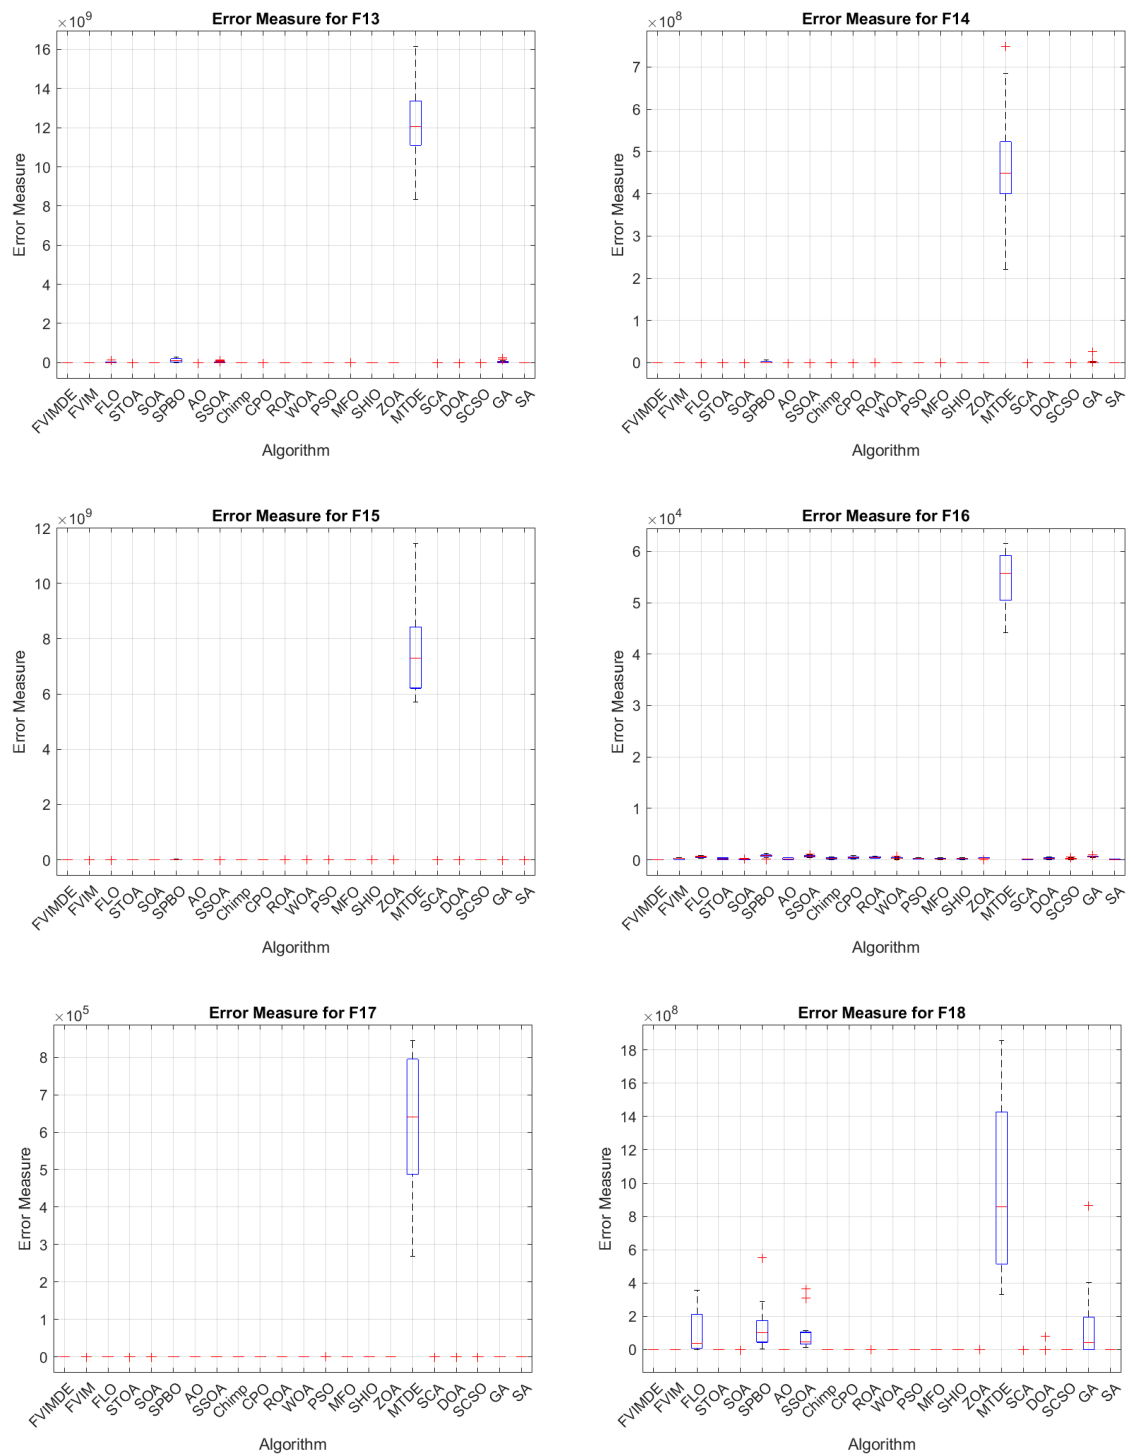 Error Measure for F13
×10^9
16
14
12
10
8
6
4
2
0
Error Measure
FVIMDE
FVIM
FLO
STOA
SOA
SPBO
AO
SSOA
Chimp
CPO
ROA
WOA
PSO
MFO
SHIO
ZOA
MTDE
SCA
DOA
SCSO
GA
SA
Algorithm
Error Measure for F14
×10^8
7
6
5
4
3
2
1
0
Error Measure
FVIMDE
FVIM
FLO
STOA
SOA
SPBO
AO
SSOA
Chimp
CPO
ROA
WOA
PSO
MFO
SHIO
ZOA
MTDE
SCA
DOA
SCSO
GA
SA
Algorithm
Error Measure for F15
×10^9
12
10
8
6
4
2
0
Error Measure
FVIMDE
FVIM
FLO
STOA
SOA
SPBO
AO
SSOA
Chimp
CPO
ROA
WOA
PSO
MFO
SHIO
ZOA
MTDE
SCA
DOA
SCSO
GA
SA
Algorithm
Error Measure for F16
×10^4
6
5
4
3
2
1
0
Error Measure
FVIMDE
FVIM
FLO
STOA
SOA
SPBO
AO
SSOA
Chimp
CPO
ROA
WOA
PSO
MFO
SHIO
ZOA
MTDE
SCA
DOA
SCSO
GA
SA
Algorithm
Error Measure for F17
×10^5
8
7
6
5
4
3
2
1
0
Error Measure
FVIMDE
FVIM
FLO
STOA
SOA
SPBO
AO
SSOA
Chimp
CPO
ROA
WOA
PSO
MFO
SHIO
ZOA
MTDE
SCA
DOA
SCSO
GA
SA
Algorithm
Error Measure for F18
×10^8
18
16
14
12
10
8
6
4
2
0
Error Measure
FVIMDE
FVIM
FLO
STOA
SOA
SPBO
AO
SSOA
Chimp
CPO
ROA
WOA
PSO
MFO
SHIO
ZOA
MTDE
SCA
DOA
SCSO
GA
SA
Algorithm